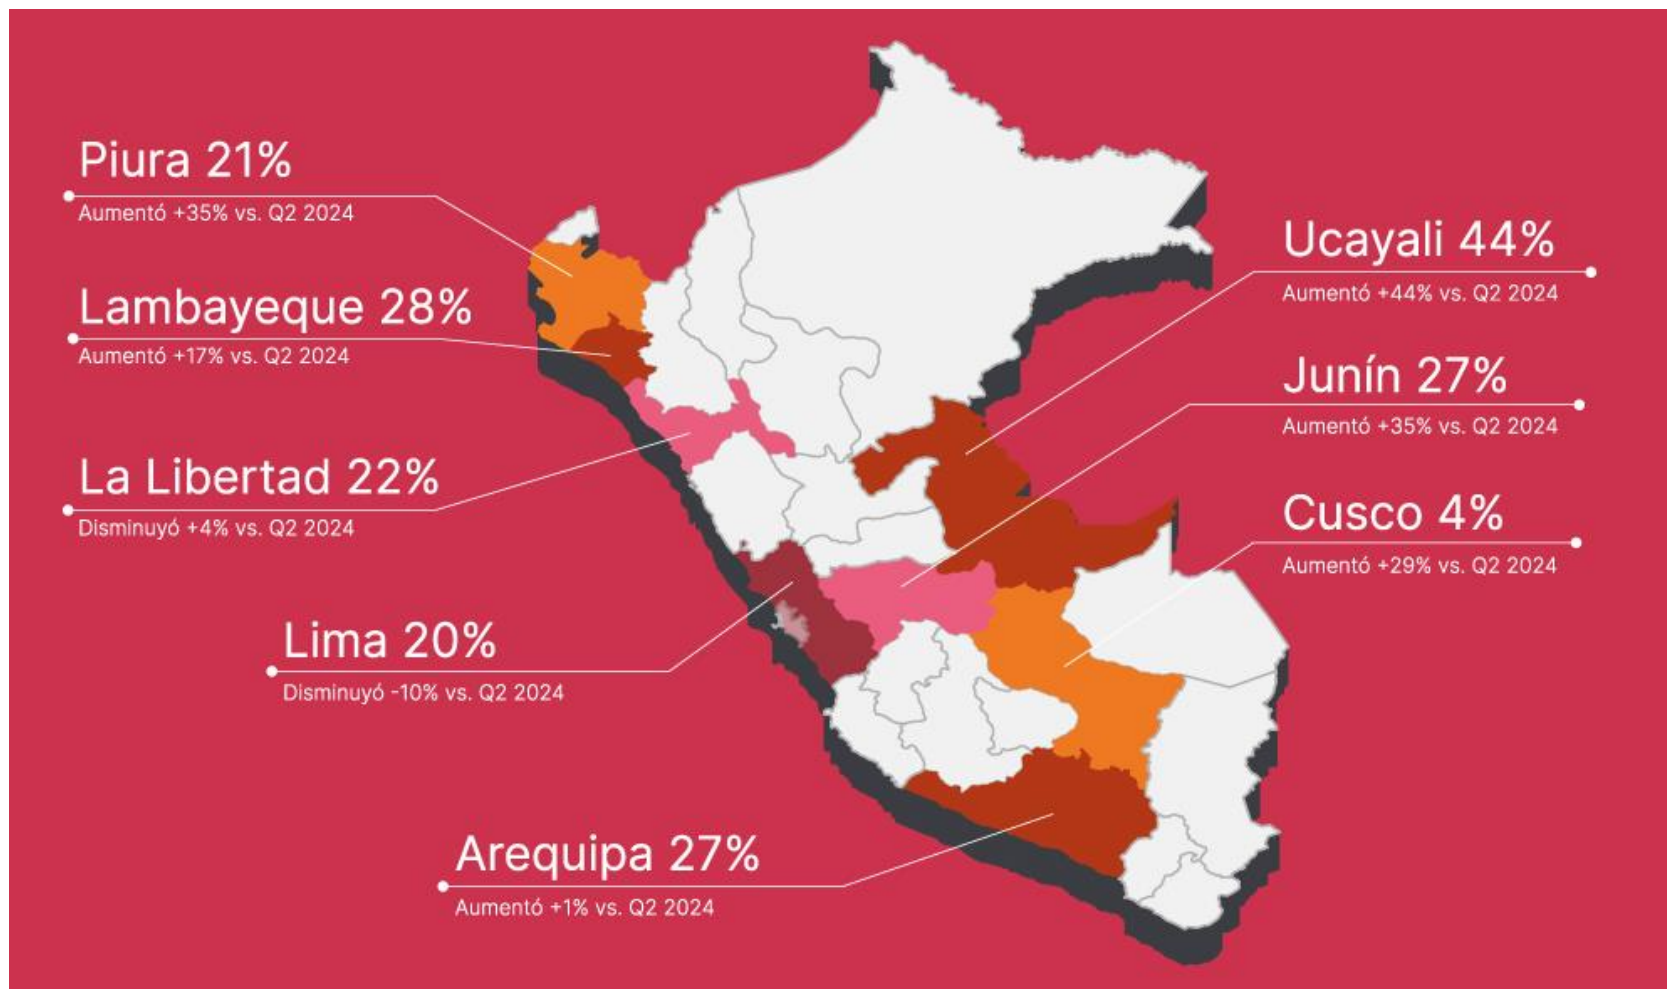 Piura 21%
Aumentó +35% vs. Q2 2024
Lambayeque 28%
Aumentó +17% vs. Q2 2024
La Libertad 22%
Disminuyó +4% vs. Q2 2024
Lima 20%
Disminuyó -10% vs. Q2 2024
Arequipa 27%
Aumentó +1% vs. Q2 2024
Ucayali 44%
Aumentó +44% vs. Q2 2024
Junín 27%
Aumentó +35% vs. Q2 2024
Cusco 4%
Aumentó +29% vs. Q2 2024